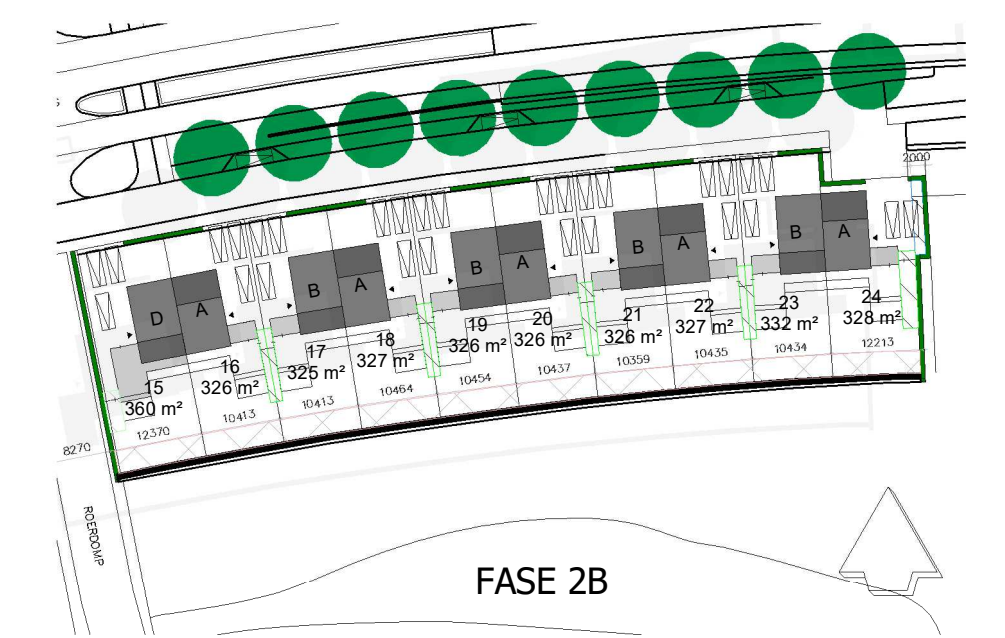 2000
D
A
B
A
B
A
B
A
B
A
15
360 m²
16
326 m²
17
325 m²
18
327 m²
19
326 m²
20
326 m²
21
326 m²
22
327 m²
23
332 m²
24
328 m²
12370
10413
10413
10464
10454
10437
10359
10435
10434
12213
8270
ROERDOMP
FASE 2B